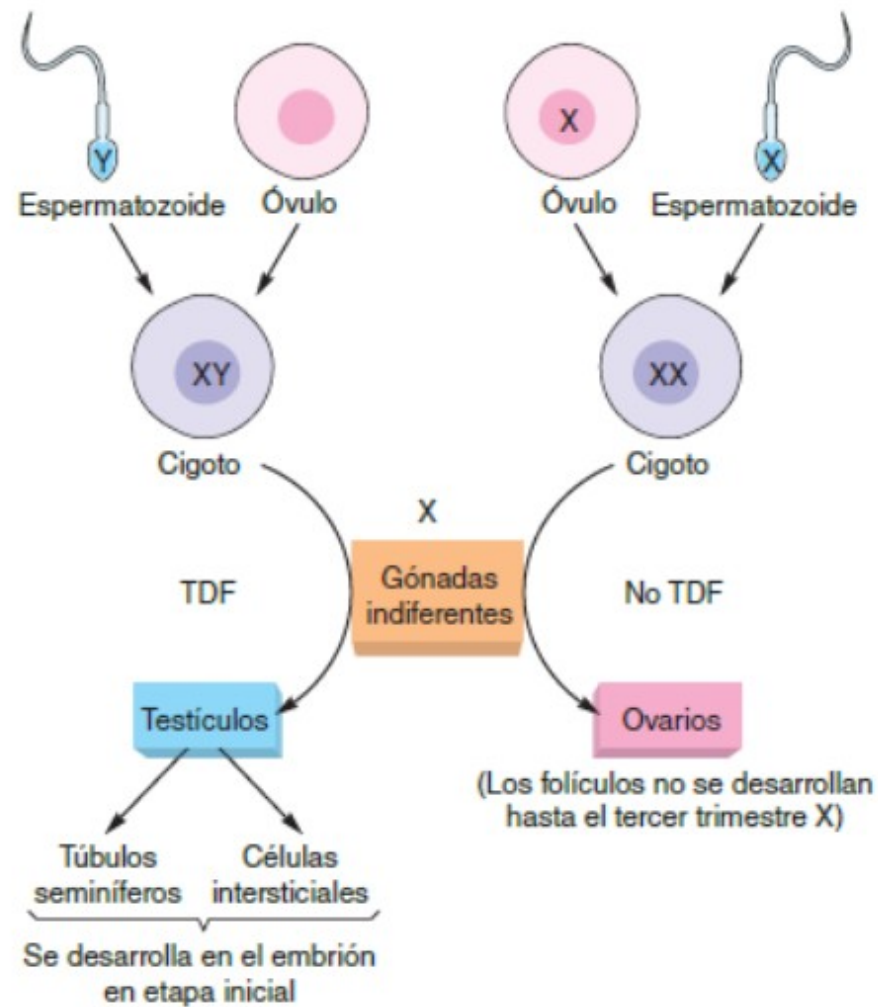 Y
X
X
Espermatozoide
Óvulo
Óvulo
Espermatozoide
XY
XX
Cigoto
Cigoto
X
TDF
Gónadas
indiferentes
No TDF
Testículos
Ovarios
(Los folículos no se desarrollan
hasta el tercer trimestre X)
Túbulos
seminíferos
Células
intersticiales
Se desarrolla en el embrión
en etapa inicial